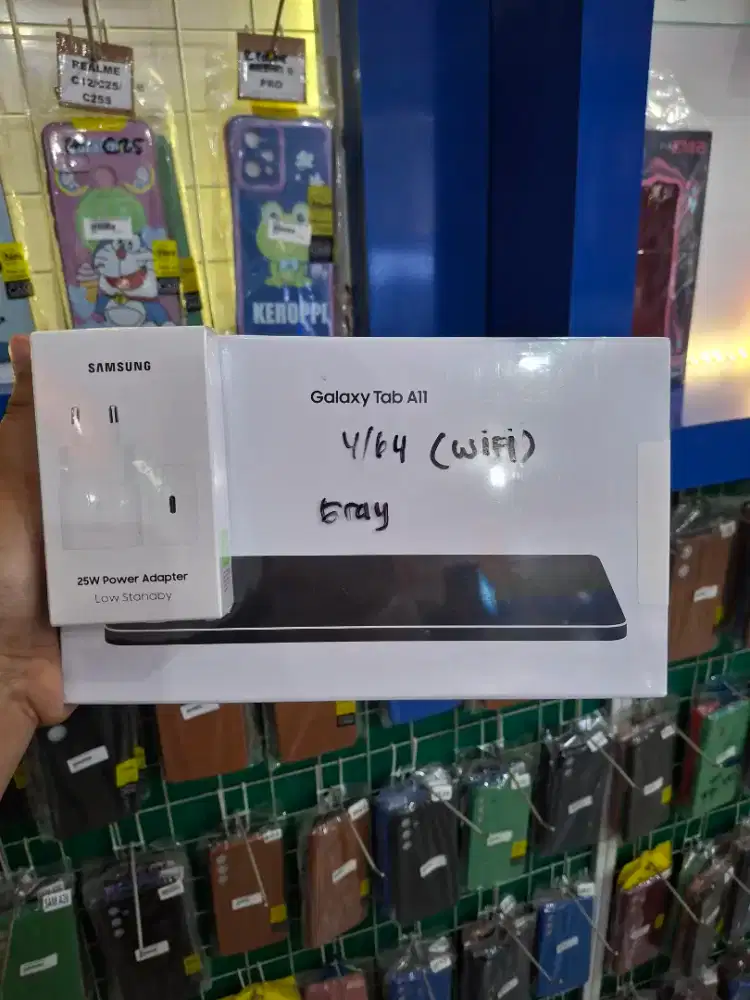 REALME
C12/C25/
C25S
PRO
C25
KEROPPI
SAMSUNG
Galaxy Tab A11
4/64 (WiFi)
Gray
25W Power Adapter
Low Standby